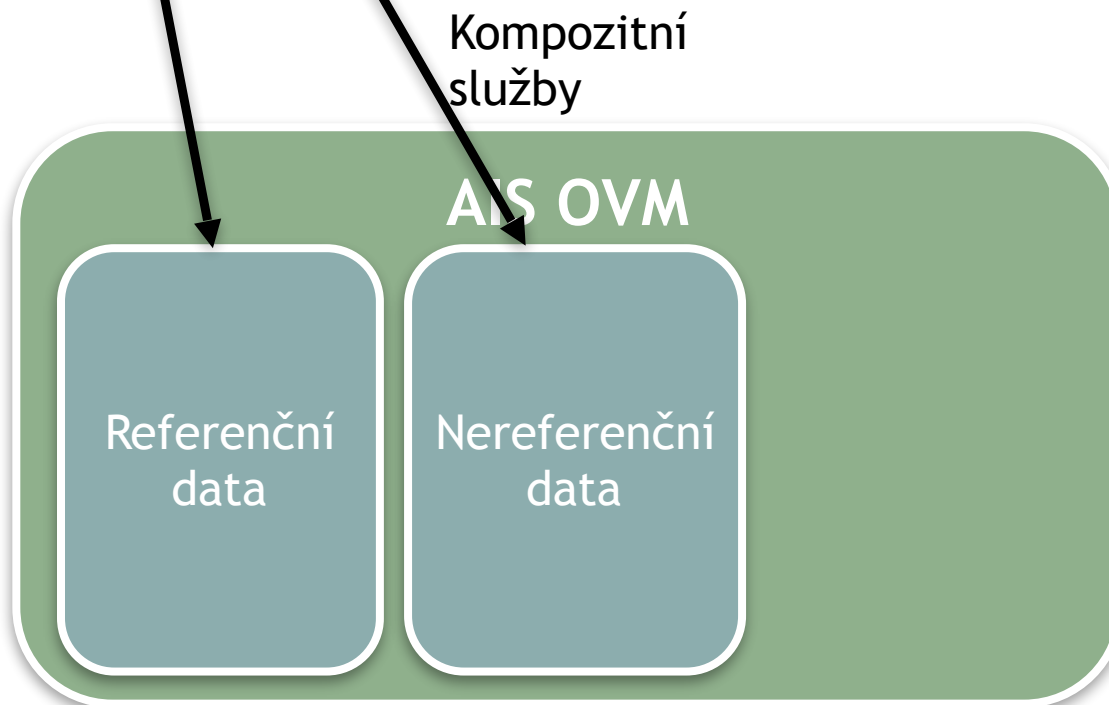 Kompozitní
služby
AIS OVM
Referenční
data
Nereferenční
data